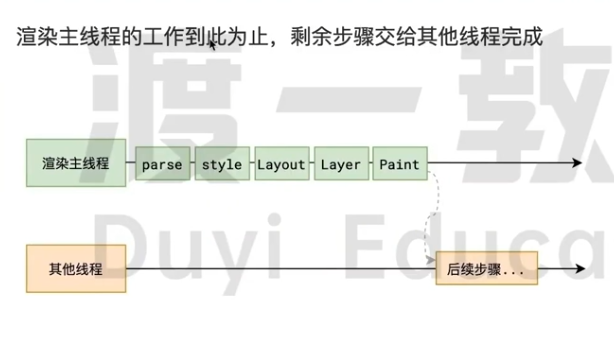 渲染主线程的工作到此为止，剩余步骤交给其他线程完成
渡一教
渲染主线程 parse style Layout Layer Paint
Duyi Educa
其他线程 后续步骤...